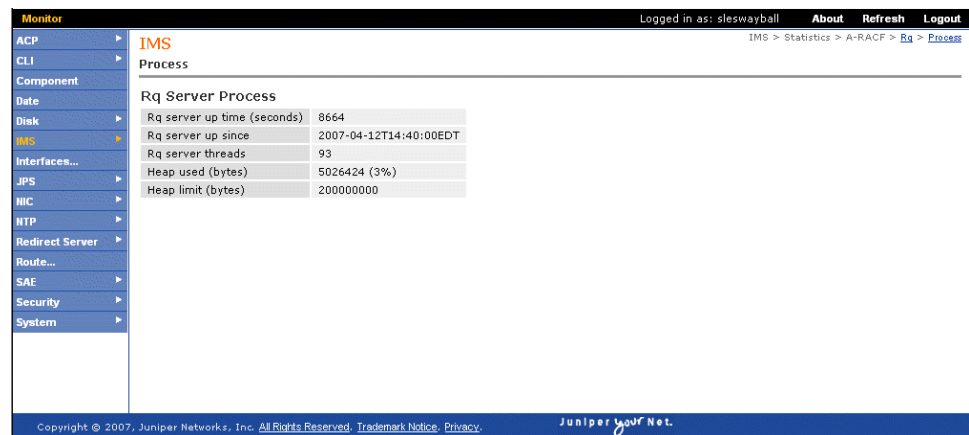 Monitor Logged in as: sleswayball About Refresh Logout
IMS > Statistics > A-RACF > Rq > Process
ACP
CLI
Component
Date
Disk
IMS
Interfaces...
JPS
NIC
NTP
Redirect Server
Route...
SAE
Security
System
IMS
Process
Rq Server Process
Rq server up time (seconds) 8664
Rq server up since 2007-04-12T14:40:00EDT
Rq server threads 93
Heap used (bytes) 5026424 (3%)
Heap limit (bytes) 200000000
Copyright © 2007, Juniper Networks, Inc. All Rights Reserved. Trademark Notice. Privacy. Juniper your Net.